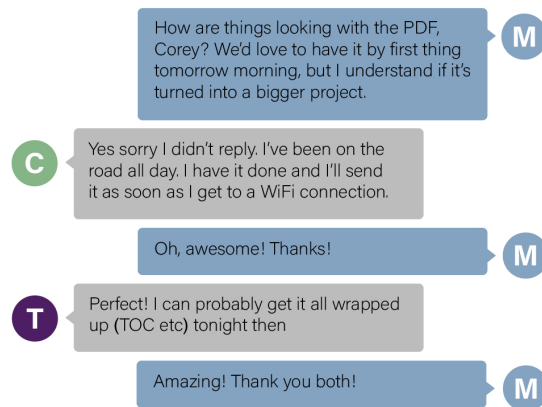 How are things looking with the PDF,
Corey? We'd love to have it by first thing
tomorrow morning, but I understand if it's
turned into a bigger project.
M
Yes sorry I didn't reply. I've been on the
road all day. I have it done and I'll send
it as soon as I get to a WiFi connection.
C
Oh, awesome! Thanks!
M
Perfect! I can probably get it all wrapped
up (TOC etc) tonight then
T
Amazing! Thank you both!
M